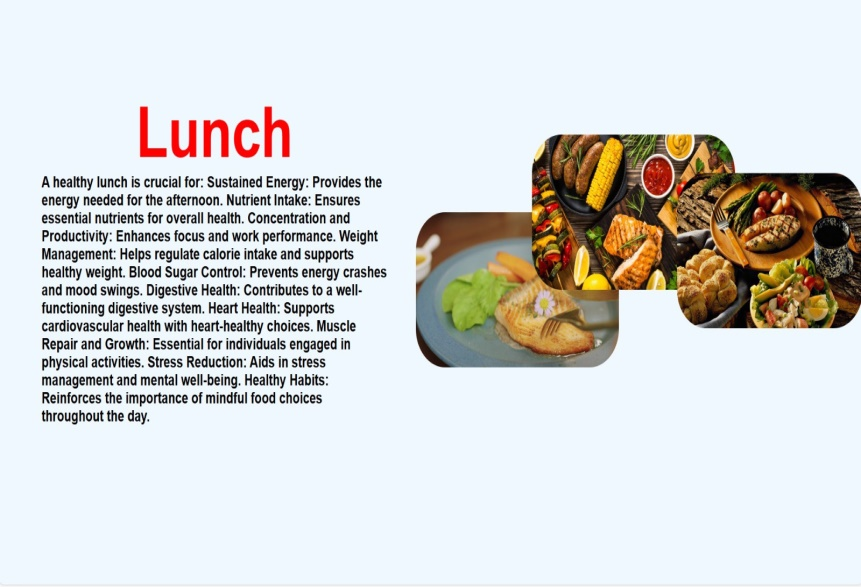 Lunch
A healthy lunch is crucial for: Sustained Energy: Provides the
energy needed for the afternoon. Nutrient Intake: Ensures
essential nutrients for overall health. Concentration and
Productivity: Enhances focus and work performance. Weight
Management: Helps regulate calorie intake and supports
healthy weight. Blood Sugar Control: Prevents energy crashes
and mood swings. Digestive Health: Contributes to a well-
functioning digestive system. Heart Health: Supports
cardiovascular health with heart-healthy choices. Muscle
Repair and Growth: Essential for individuals engaged in
physical activities. Stress Reduction: Aids in stress
management and mental well-being. Healthy Habits:
Reinforces the importance of mindful food choices
throughout the day.